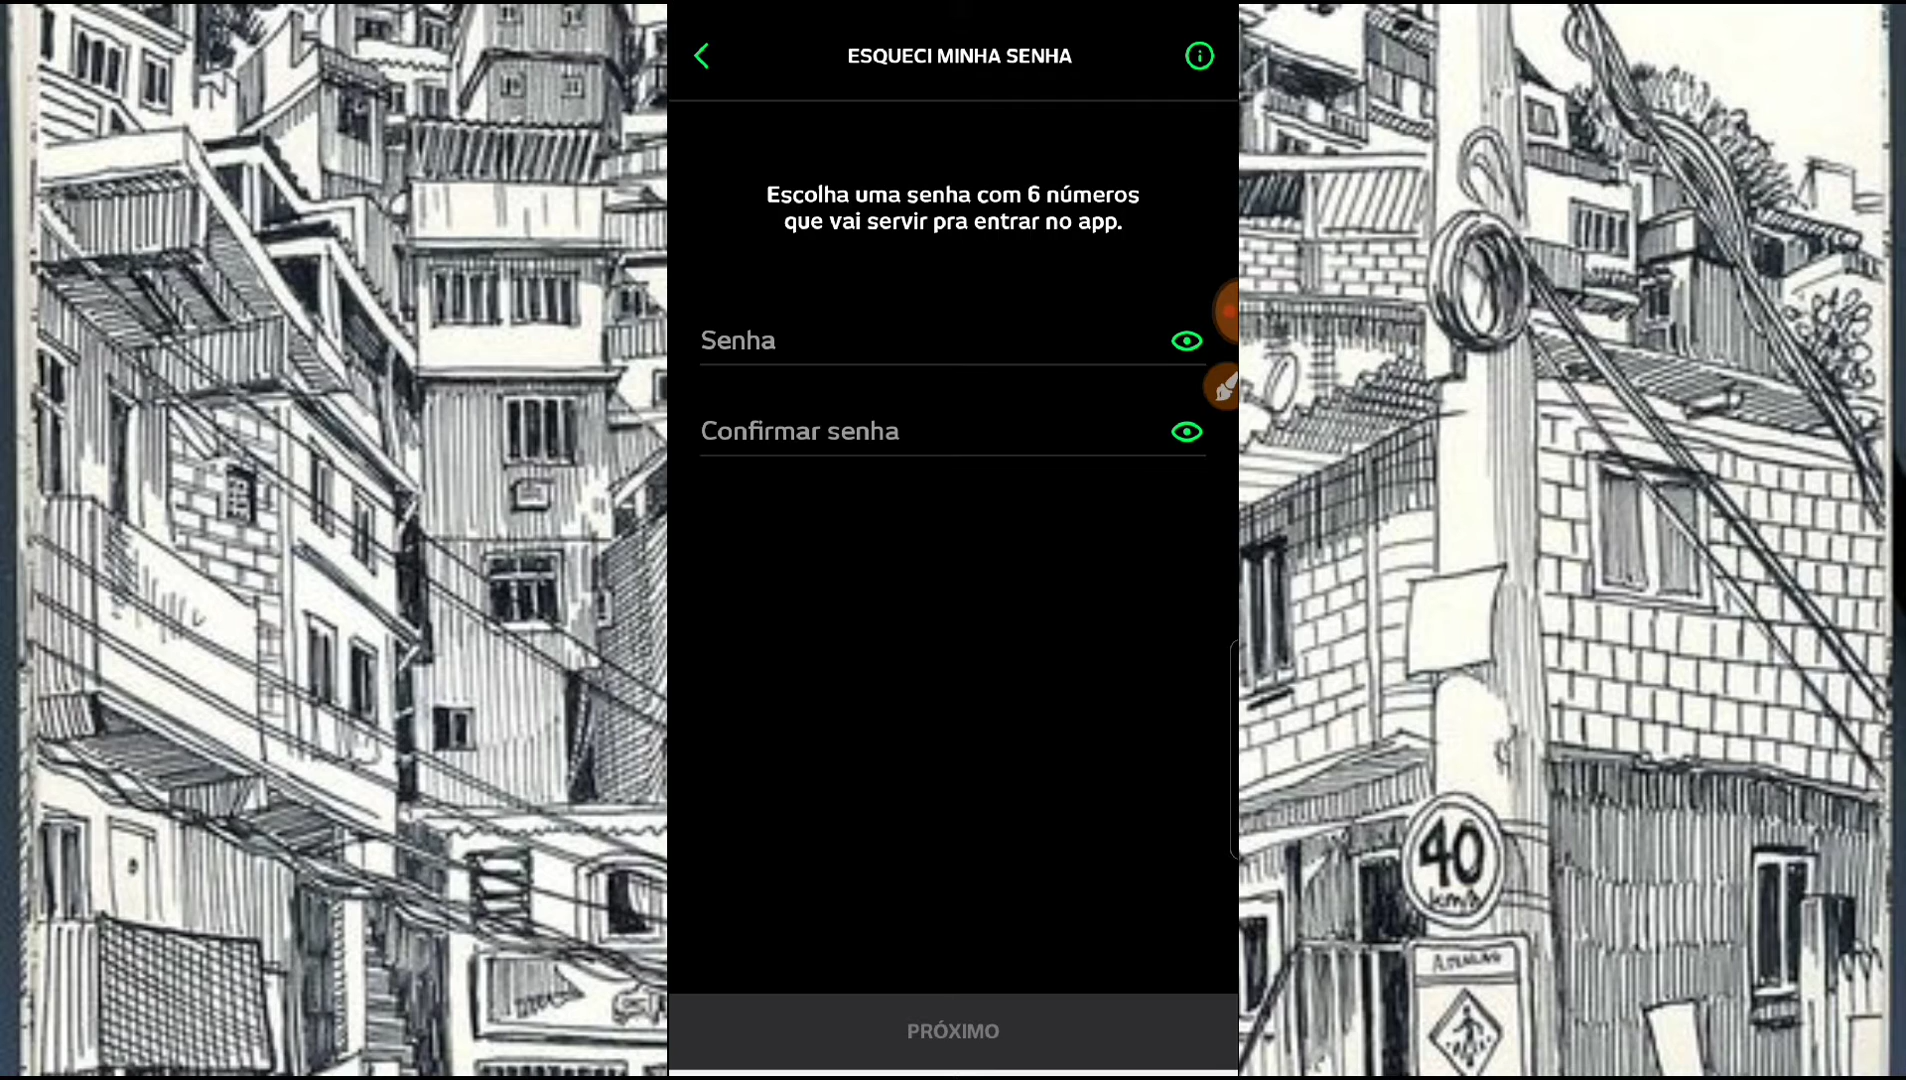 ESQUECI MINHA SENHA
Escolha uma senha com 6 números
que vai servir pra entrar no app.
Senha
Confirmar senha
PRÓXIMO
40
km/h
ATENÇÃO